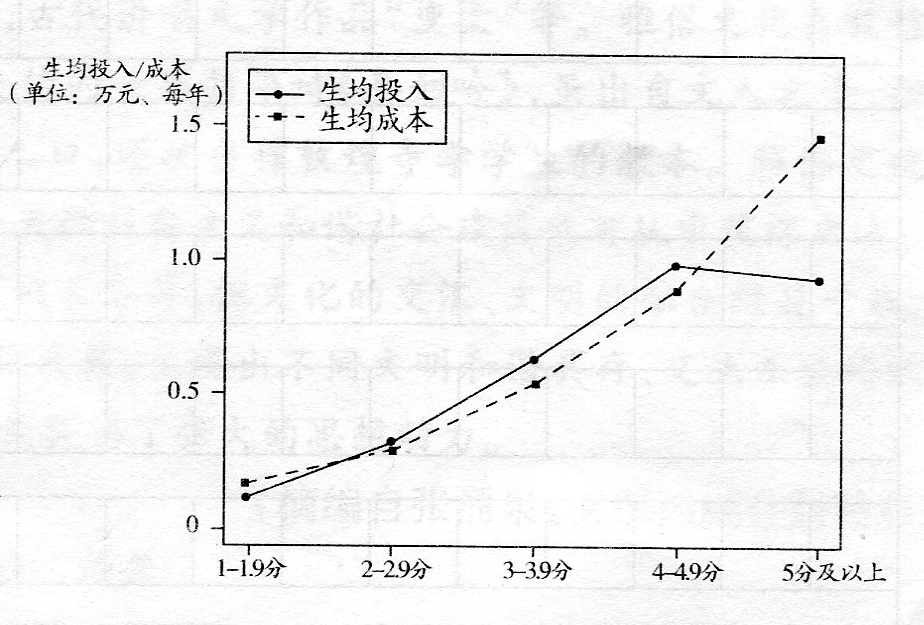 生均投入/成本
（单位：万元、每年）
生均投入
生均成本
1.5
1.0
0.5
0
1–1.9分
2–2.9分
3–3.9分
4–4.9分
5分及以上